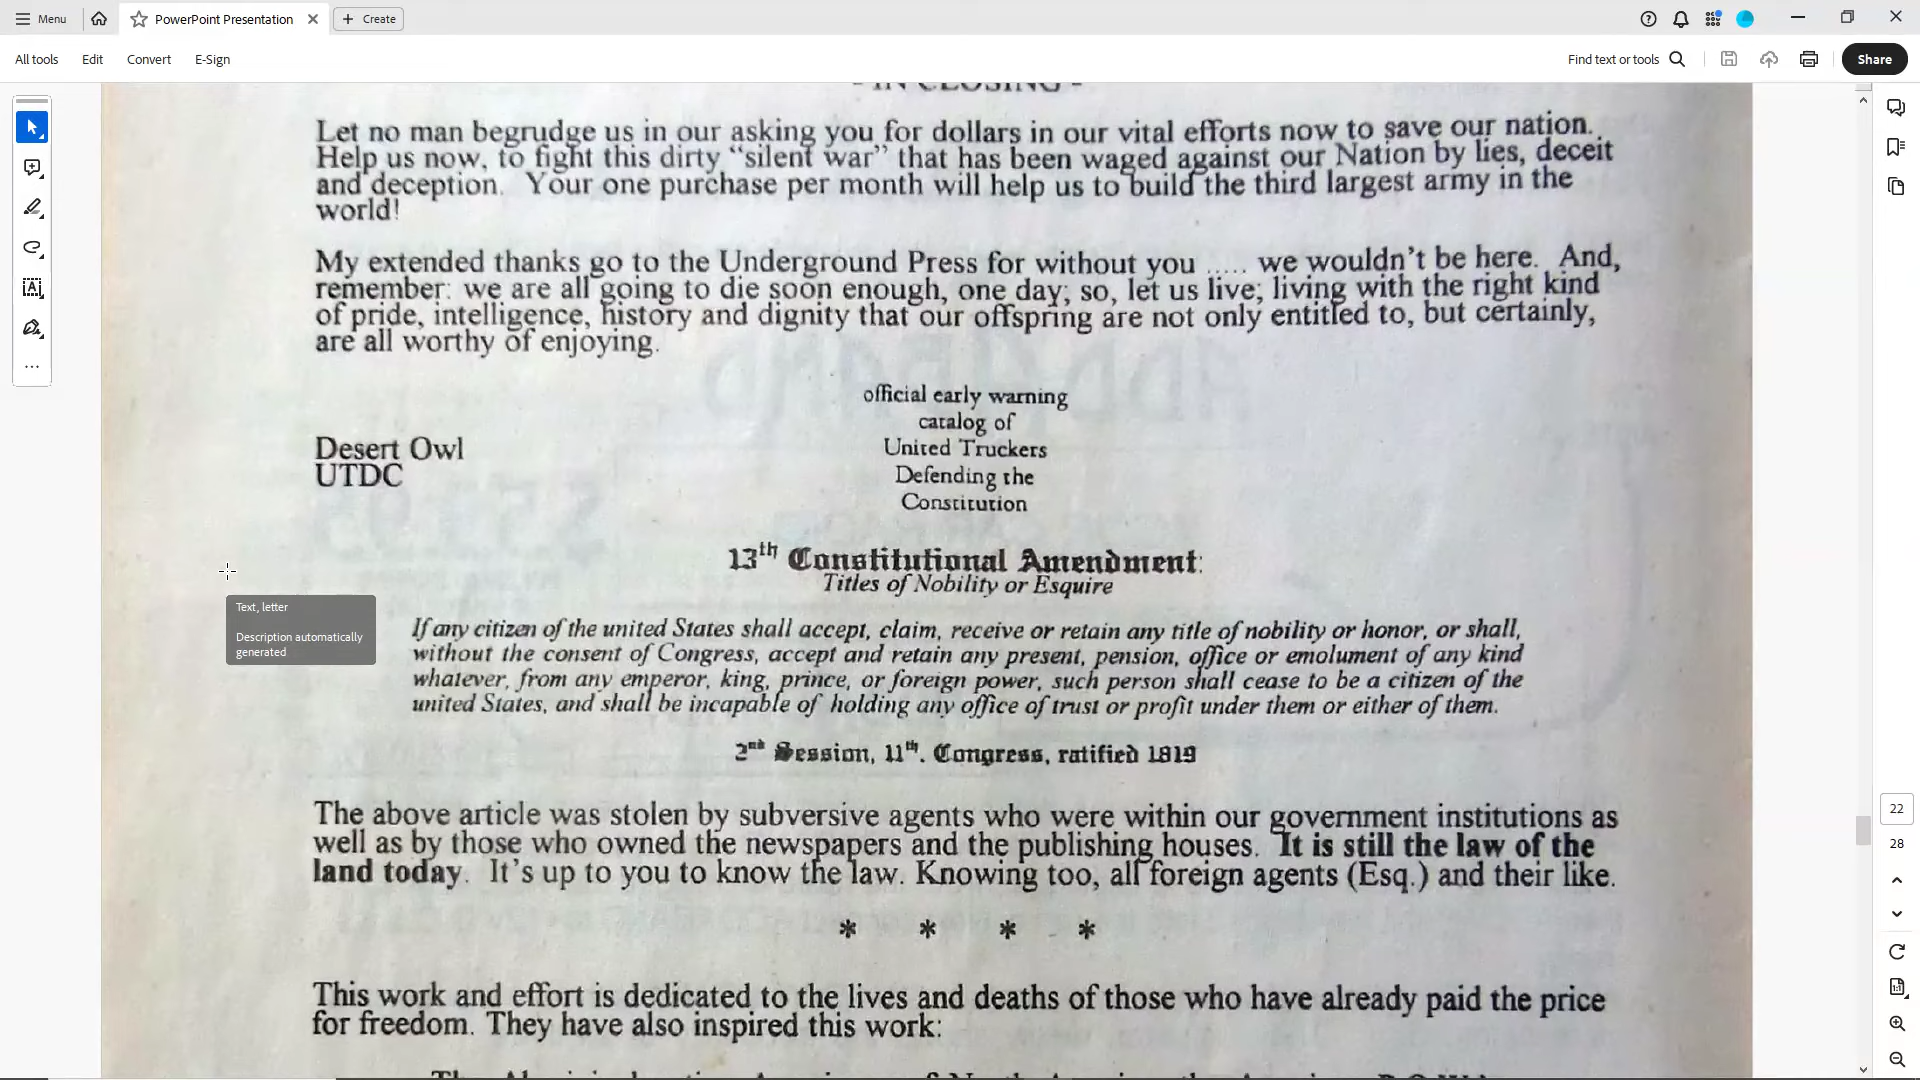 Menu
PowerPoint Presentation
Create
All tools
Edit
Convert
E-Sign
Find text or tools
Share
- IN CLOSING -
Let no man begrudge us in our asking you for dollars in our vital efforts now to save our nation.
Help us now, to fight this dirty “silent war” that has been waged against our Nation by lies, deceit
and deception. Your one purchase per month will help us to build the third largest army in the
world!
My extended thanks go to the Underground Press for without you ..... we wouldn't be here. And,
remember: we are all going to die soon enough, one day; so, let us live; living with the right kind
of pride, intelligence, history and dignity that our offspring are not only entitled to, but certainly,
are all worthy of enjoying.
official early warning
catalog of
United Truckers
Defending the
Constitution
Desert Owl
UTDC
13th Constitutional Amendment:
Titles of Nobility or Esquire
If any citizen of the united States shall accept, claim, receive or retain any title of nobility or honor, or shall,
without the consent of Congress, accept and retain any present, pension, office or emolument of any kind
whatever, from any emperor, king, prince, or foreign power, such person shall cease to be a citizen of the
united States, and shall be incapable of holding any office of trust or profit under them or either of them.
2nd Session, 11th. Congress, ratified 1819
Text, letter
Description automatically
generated
The above article was stolen by subversive agents who were within our government institutions as
well as by those who owned the newspapers and the publishing houses. It is still the law of the
land today. It's up to you to know the law. Knowing too, all foreign agents (Esq.) and their like.
* * * *
This work and effort is dedicated to the lives and deaths of those who have already paid the price
for freedom. They have also inspired this work:
22
28